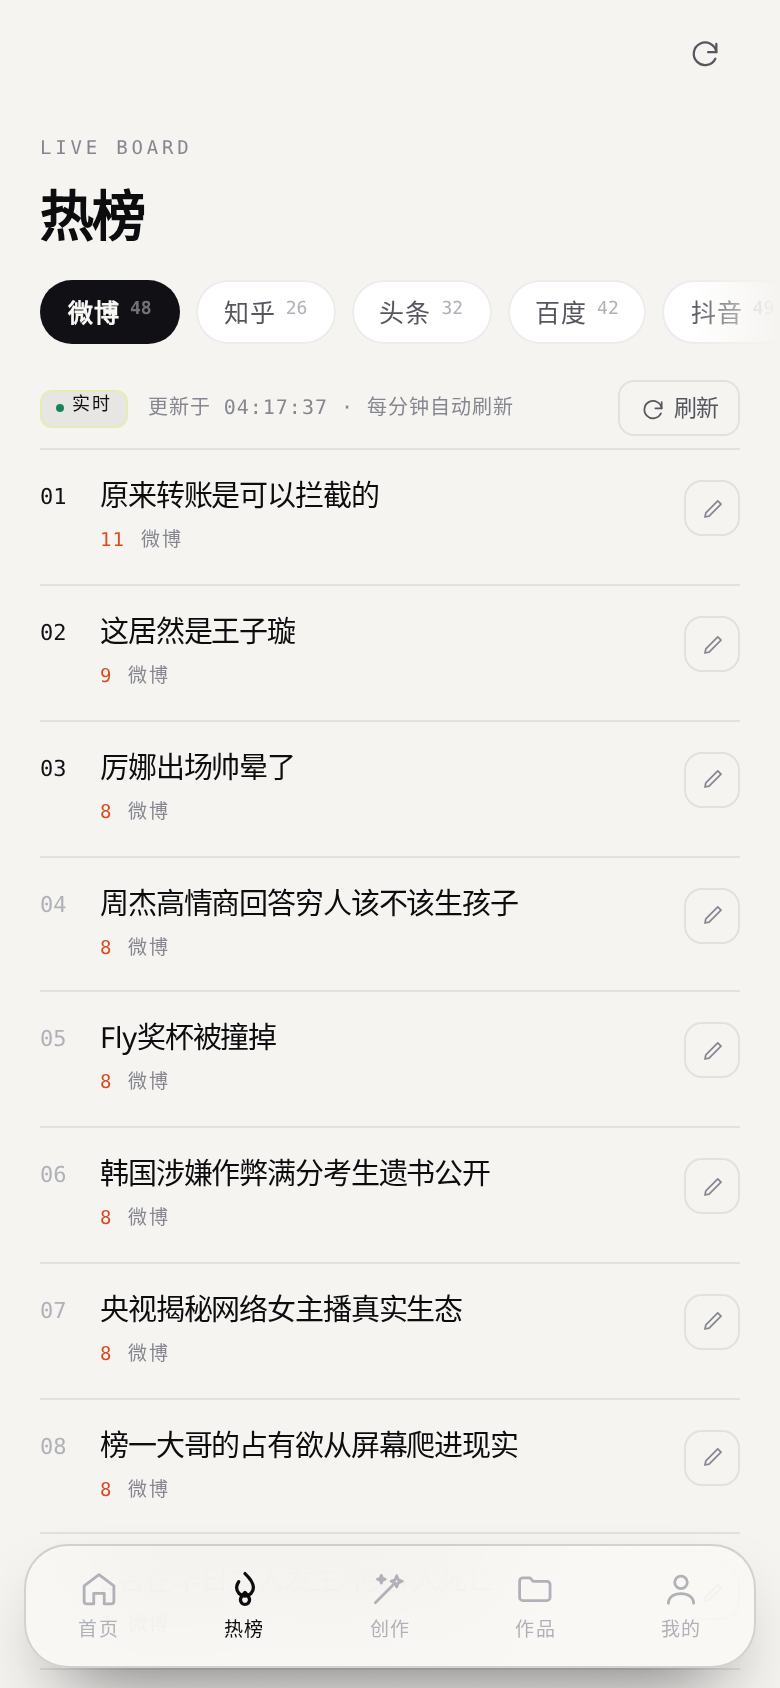 LIVE BOARD
热榜
微博 48 知乎 26 头条 32 百度 42 抖音 49
实时 更新于 04:17:37 · 每分钟自动刷新 刷新
01 原来转账是可以拦截的
11 微博
02 这居然是王子璇
9 微博
03 厉娜出场帅晕了
8 微博
04 周杰高情商回答穷人该不该生孩子
8 微博
05 Fly奖杯被撞掉
8 微博
06 韩国涉嫌作弊满分考生遗书公开
8 微博
07 央视揭秘网络女主播真实生态
8 微博
08 榜一大哥的占有欲从屏幕爬进现实
8 微博
首页 热榜 创作 作品 我的